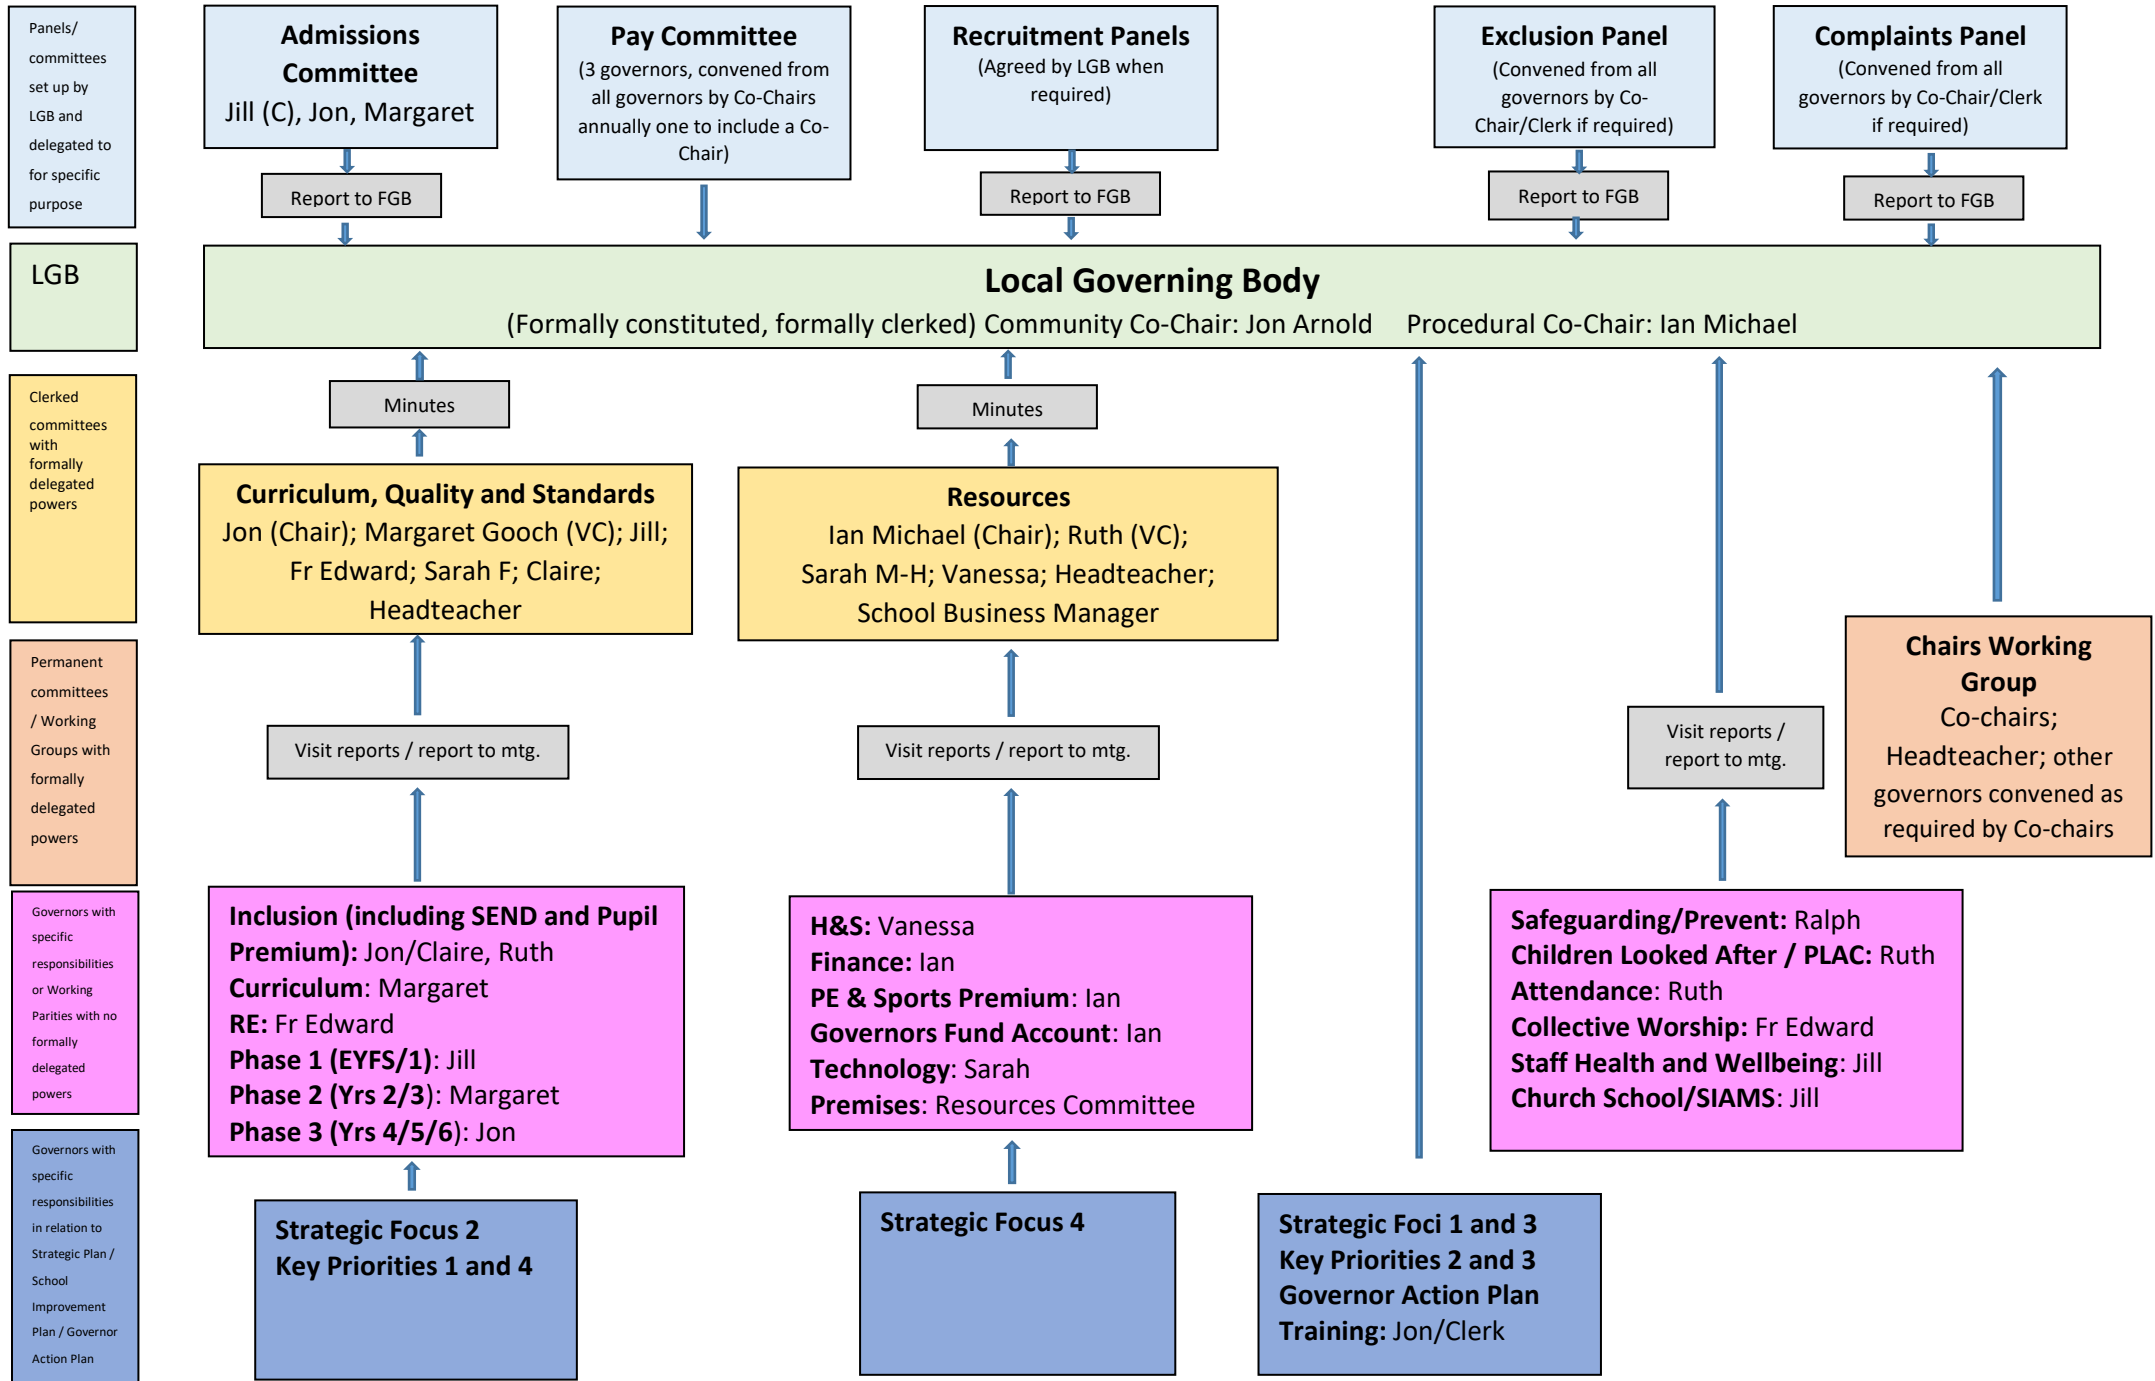 Panels/
committees
set up by
LGB and
delegated to
for specific
purpose
Admissions
Committee
Jill (C), Jon, Margaret
Pay Committee
(3 governors, convened from
all governors by Co-Chairs
annually one to include a Co-
Chair)
Recruitment Panels
(Agreed by LGB when
required)
Exclusion Panel
(Convened from all
governors by Co-
Chair/Clerk if required)
Complaints Panel
(Convened from all
governors by Co-Chair/Clerk
if required)
Report to FGB
Report to FGB
Report to FGB
Report to FGB
LGB
Local Governing Body
(Formally constituted, formally clerked) Community Co-Chair: Jon Arnold    Procedural Co-Chair: Ian Michael
Clerked
committees
with
formally
delegated
powers
Minutes
Minutes
Curriculum, Quality and Standards
Jon (Chair); Margaret Gooch (VC); Jill;
Fr Edward; Sarah F; Claire;
Headteacher
Resources
Ian Michael (Chair); Ruth (VC);
Sarah M-H; Vanessa; Headteacher;
School Business Manager
Permanent
committees
/ Working
Groups with
formally
delegated
powers
Visit reports / report to mtg.
Visit reports / report to mtg.
Visit reports /
report to mtg.
Chairs Working
Group
Co-chairs;
Headteacher; other
governors convened as
required by Co-chairs
Governors with
specific
responsibilities
or Working
Parities with no
formally
delegated
powers
Inclusion (including SEND and Pupil
Premium): Jon/Claire, Ruth
Curriculum: Margaret
RE: Fr Edward
Phase 1 (EYFS/1): Jill
Phase 2 (Yrs 2/3): Margaret
Phase 3 (Yrs 4/5/6): Jon
H&S: Vanessa
Finance: Ian
PE & Sports Premium: Ian
Governors Fund Account: Ian
Technology: Sarah
Premises: Resources Committee
Safeguarding/Prevent: Ralph
Children Looked After / PLAC: Ruth
Attendance: Ruth
Collective Worship: Fr Edward
Staff Health and Wellbeing: Jill
Church School/SIAMS: Jill
Governors with
specific
responsibilities
in relation to
Strategic Plan /
School
Improvement
Plan / Governor
Action Plan
Strategic Focus 2
Key Priorities 1 and 4
Strategic Focus 4
Strategic Foci 1 and 3
Key Priorities 2 and 3
Governor Action Plan
Training: Jon/Clerk